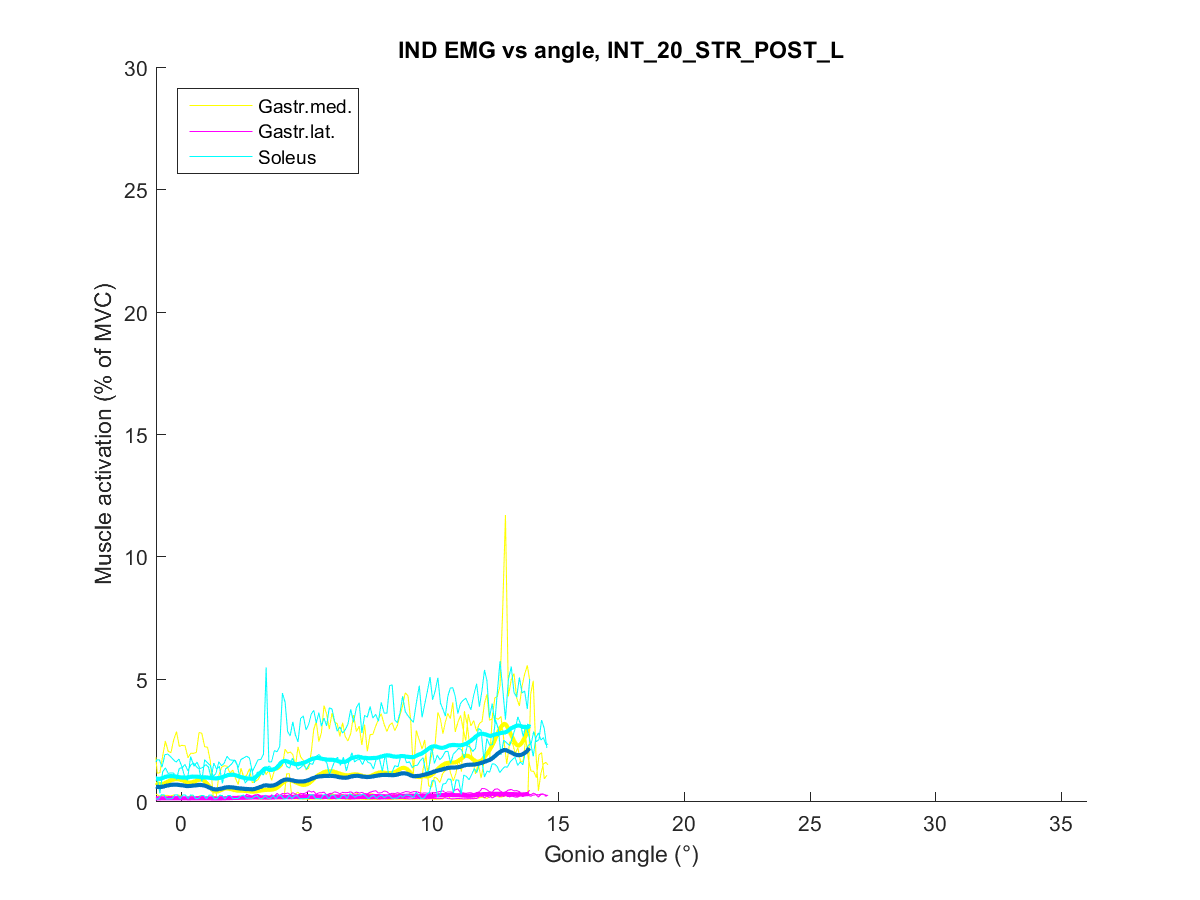 IND EMG vs angle, INT_20_STR_POST_L
30
25
20
15
10
5
0
Muscle activation (% of MVC)
Gastr.med.
Gastr.lat.
Soleus
0 5 10 15 20 25 30 35
Gonio angle (°)